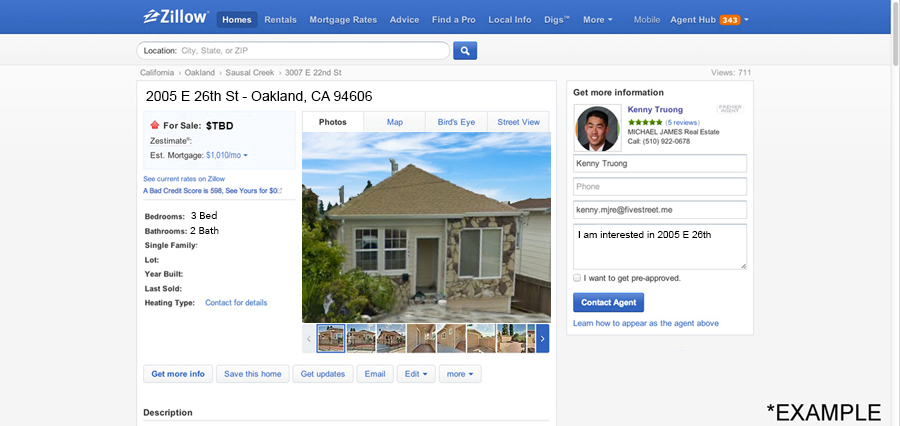 Zillow
Homes Rentals Mortgage Rates Advice Find a Pro Local Info Digs™ More Mobile Agent Hub 343
Location: City, State, or ZIP
California › Oakland › Sausal Creek › 3007 E 22nd St
Views: 711
2005 E 26th St - Oakland, CA 94606
For Sale: $TBD
Zestimate®:
Est. Mortgage: $1,010/mo
See current rates on Zillow
A Bad Credit Score is 598, See Yours for $0
Bedrooms: 3 Bed
Bathrooms: 2 Bath
Single Family:
Lot:
Year Built:
Last Sold:
Heating Type: Contact for details
Photos Map Bird's Eye Street View
Get more info Save this home Get updates Email Edit more
Description
Get more information
Kenny Truong
PREMIER
AGENT
(5 reviews)
MICHAEL JAMES Real Estate
Call: (510) 922-0678
Kenny Truong
Phone
kenny.mjre@fivestreet.me
I am interested in 2005 E 26th
I want to get pre-approved.
Contact Agent
Learn how to appear as the agent above
*EXAMPLE